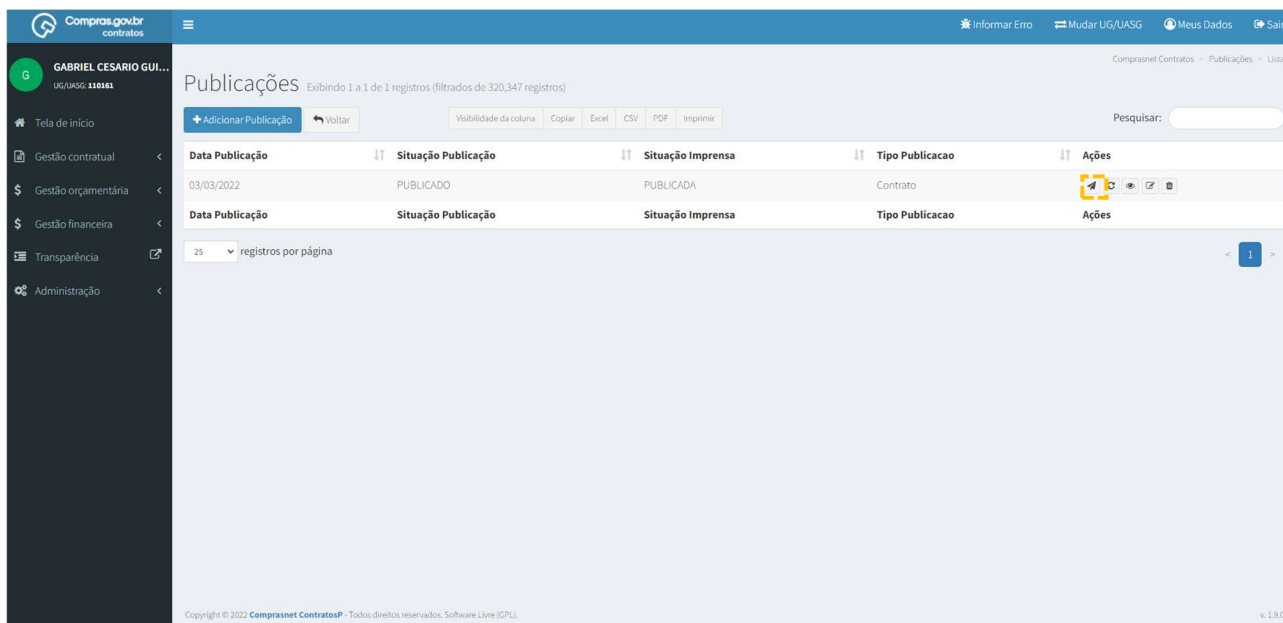 Compras.gov.br
contratos
Informar Erro Mudar UG/UASG Meus Dados Sair
G
GABRIEL CESARIO GUI...
UG/UASG: 110161
Comprasnet Contratos > Publicações > Lista
Publicações Exibindo 1 a 1 de 1 registros (filtrados de 320,347 registros)
+ Adicionar Publicação Voltar Visibilidade da coluna Copiar Excel CSV PDF Imprimir Pesquisar:
Tela de início
Gestão contratual
Gestão orçamentária
Gestão financeira
Transparência
Administração
Data Publicação Situação Publicação Situação Imprensa Tipo Publicacao Ações
03/03/2022 PUBLICADO PUBLICADA Contrato
Data Publicação Situação Publicação Situação Imprensa Tipo Publicacao Ações
25 registros por página < 1 >
Copyright © 2022 Comprasnet ContratosP - Todos direitos reservados. Software Livre (GPL). v. 1.9.0